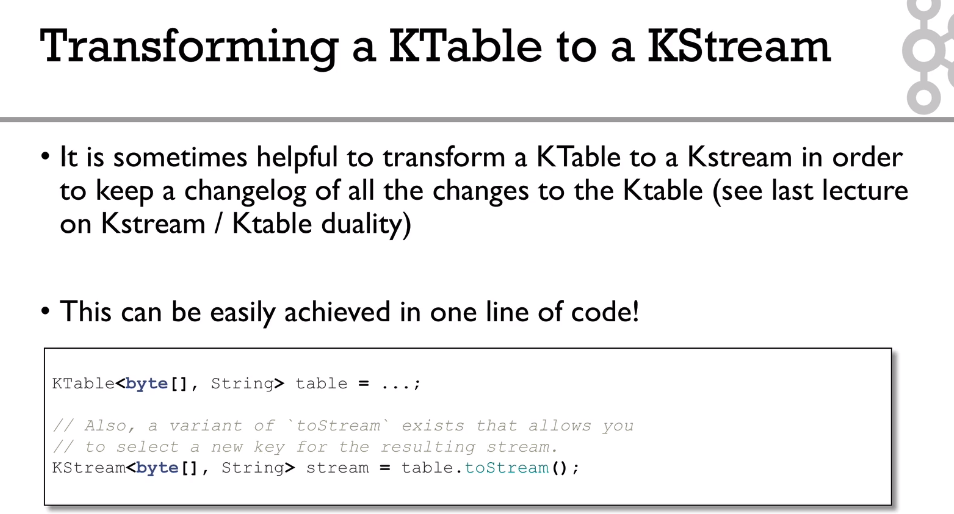 Transforming a KTable to a KStream
• It is sometimes helpful to transform a KTable to a Kstream in order
to keep a changelog of all the changes to the Ktable (see last lecture
on Kstream / Ktable duality)
• This can be easily achieved in one line of code!
KTable<byte[], String> table = ...;
// Also, a variant of `toStream` exists that allows you
// to select a new key for the resulting stream.
KStream<byte[], String> stream = table.toStream();